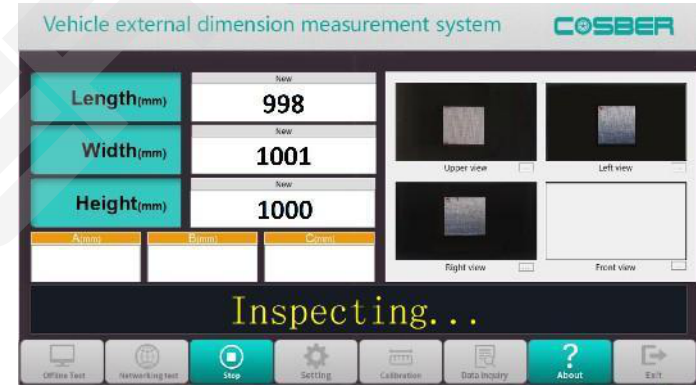 Vehicle external dimension measurement system COSBER
New
Length(mm) 998
New
Width(mm) 1001
New
Height(mm) 1000
A(mm) B(mm) C(mm)
Upper view ... Left view ...
Right view ... Front view ...
Inspecting...
Offline Test Networking test Stop Setting Calibration Data Inquiry About Exit